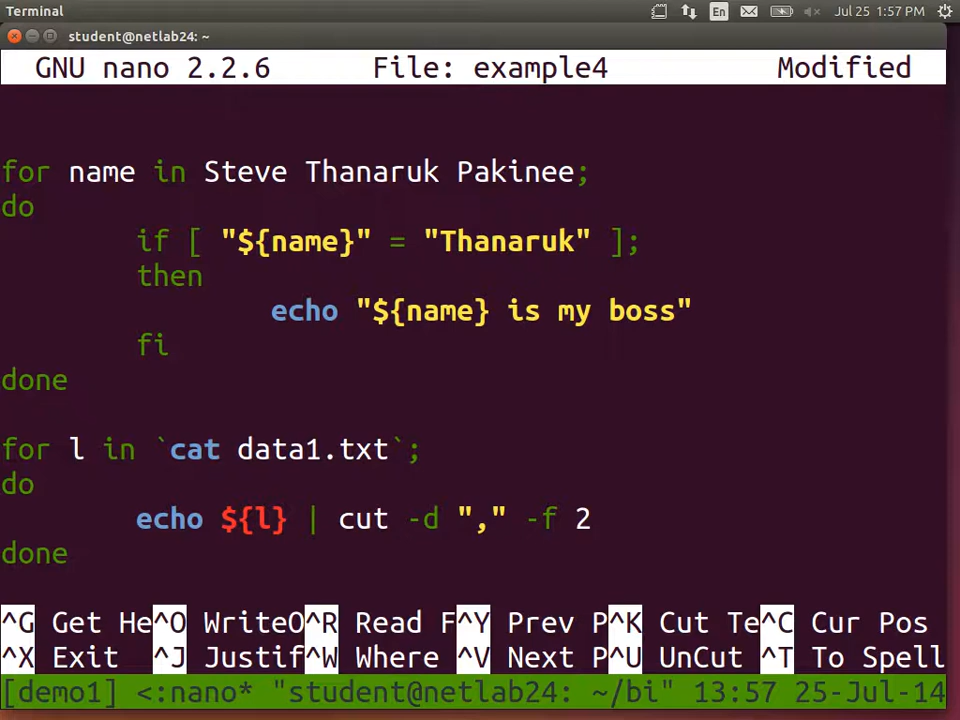 Terminal En Jul 25 1:57 PM
student@netlab24: ~
GNU nano 2.2.6 File: example4 Modified
for name in Steve Thanaruk Pakinee;
do
if [ "${name}" = "Thanaruk" ];
then
echo "${name} is my boss"
fi
done
for l in `cat data1.txt`;
do
echo ${l} | cut -d "," -f 2
done
^G Get He^O WriteO^R Read F^Y Prev P^K Cut Te^C Cur Pos
^X Exit ^J Justif^W Where ^V Next P^U UnCut ^T To Spell
[demo1] <:nano* "student@netlab24: ~/bi" 13:57 25-Jul-14